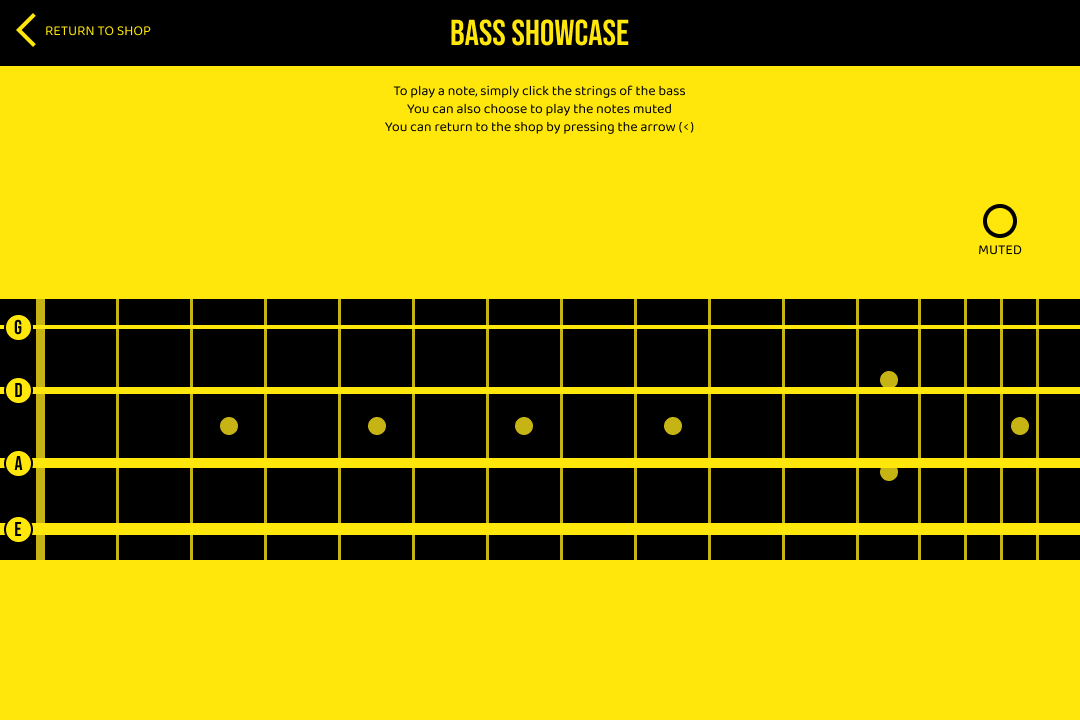 RETURN TO SHOP
BASS SHOWCASE
To play a note, simply click the strings of the bass
You can also choose to play the notes muted
You can return to the shop by pressing the arrow (<)
MUTED
G
D
A
E